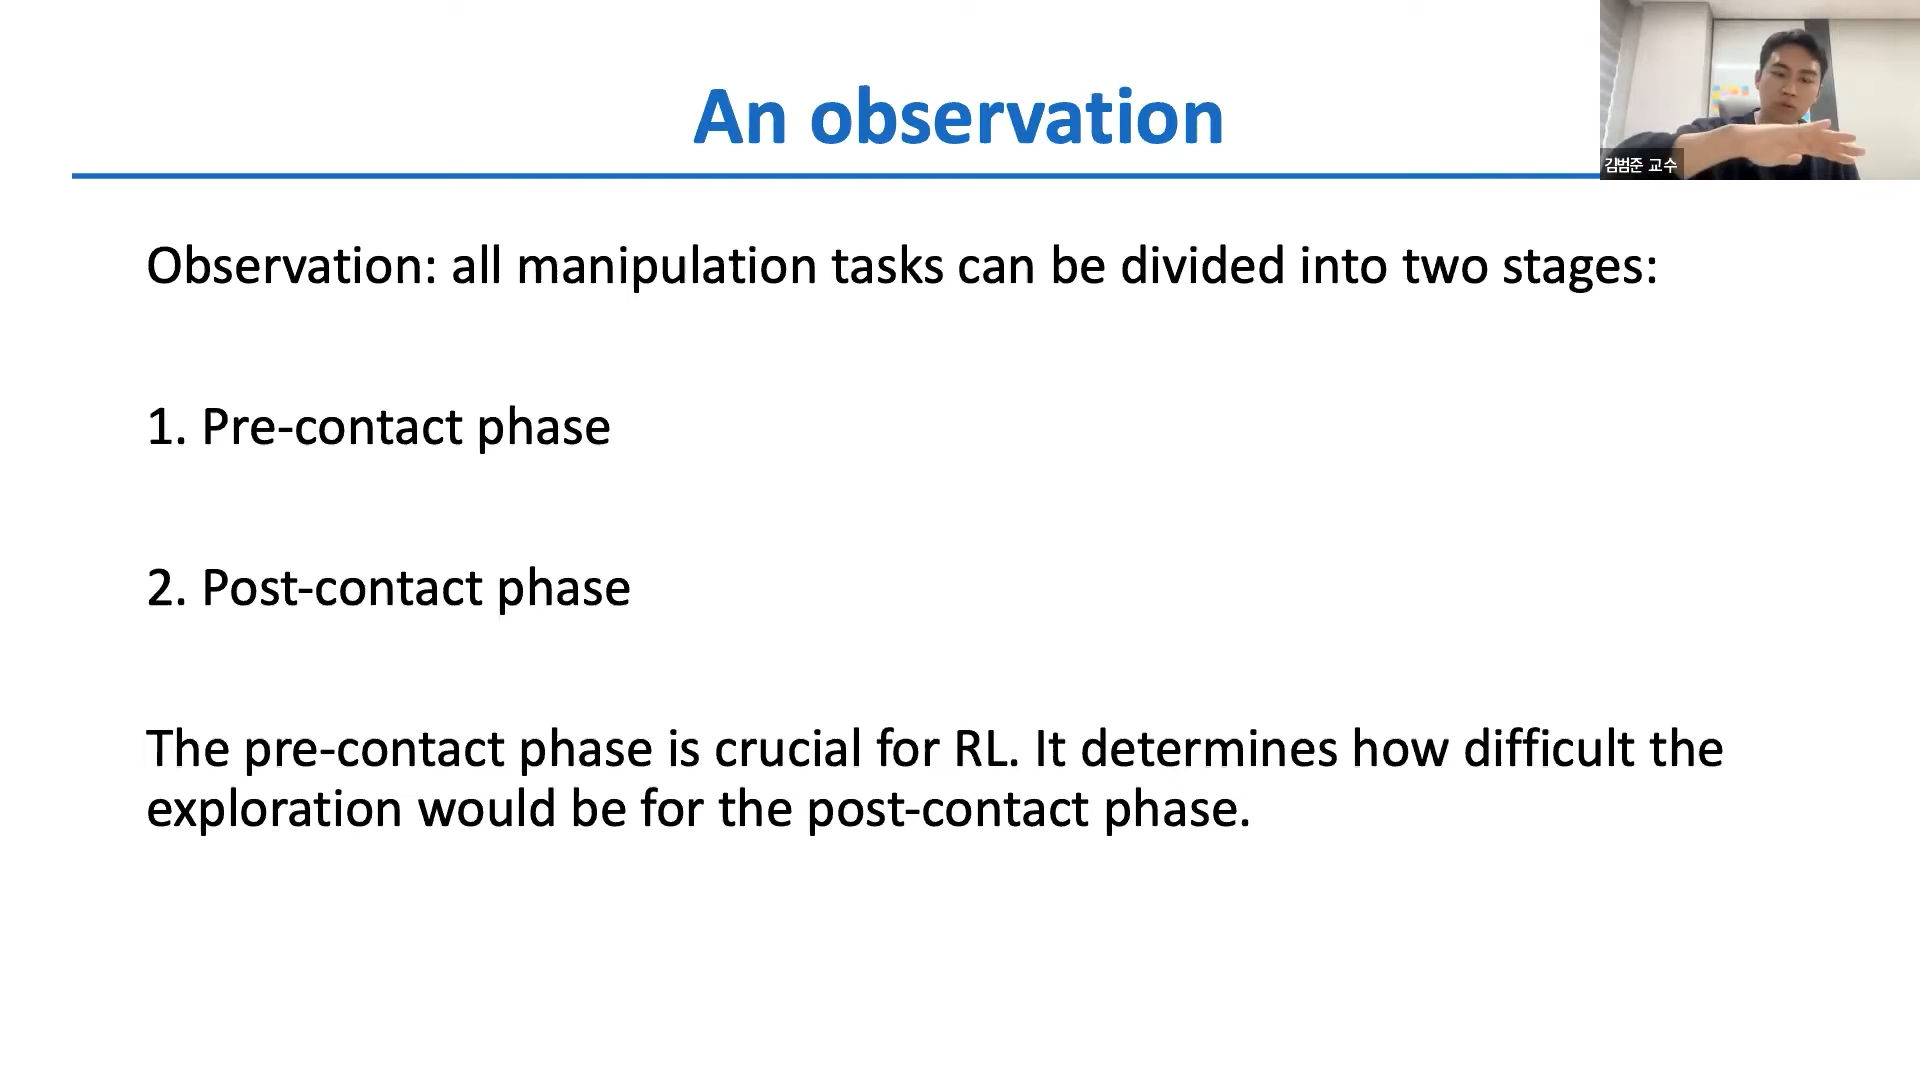 An observation
김범준 교수
Observation: all manipulation tasks can be divided into two stages:
1. Pre-contact phase
2. Post-contact phase
The pre-contact phase is crucial for RL. It determines how difficult the
exploration would be for the post-contact phase.